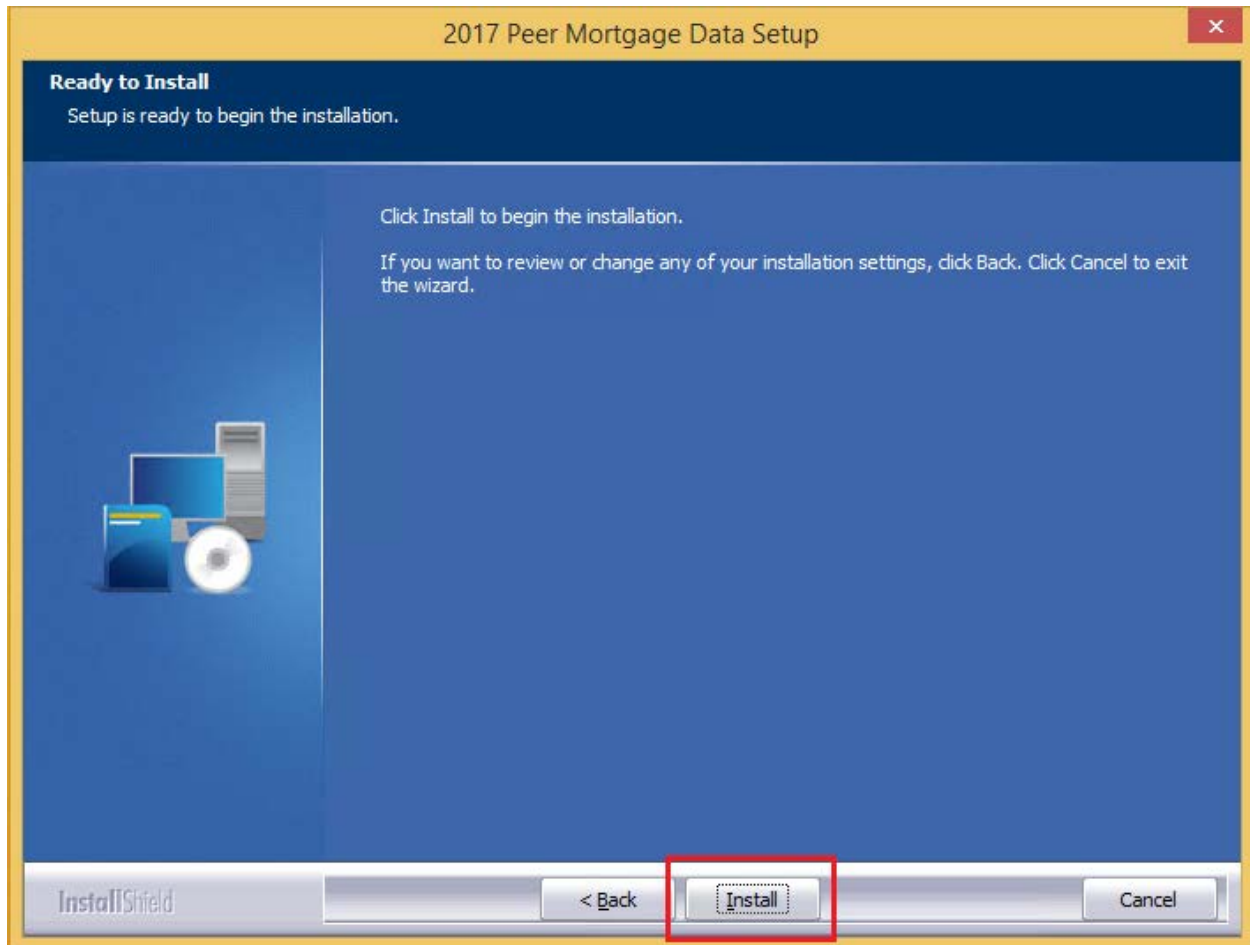 2017 Peer Mortgage Data Setup
Ready to Install
Setup is ready to begin the installation.
Click Install to begin the installation.
If you want to review or change any of your installation settings, click Back. Click Cancel to exit
the wizard.
InstallShield
< Back
Install
Cancel